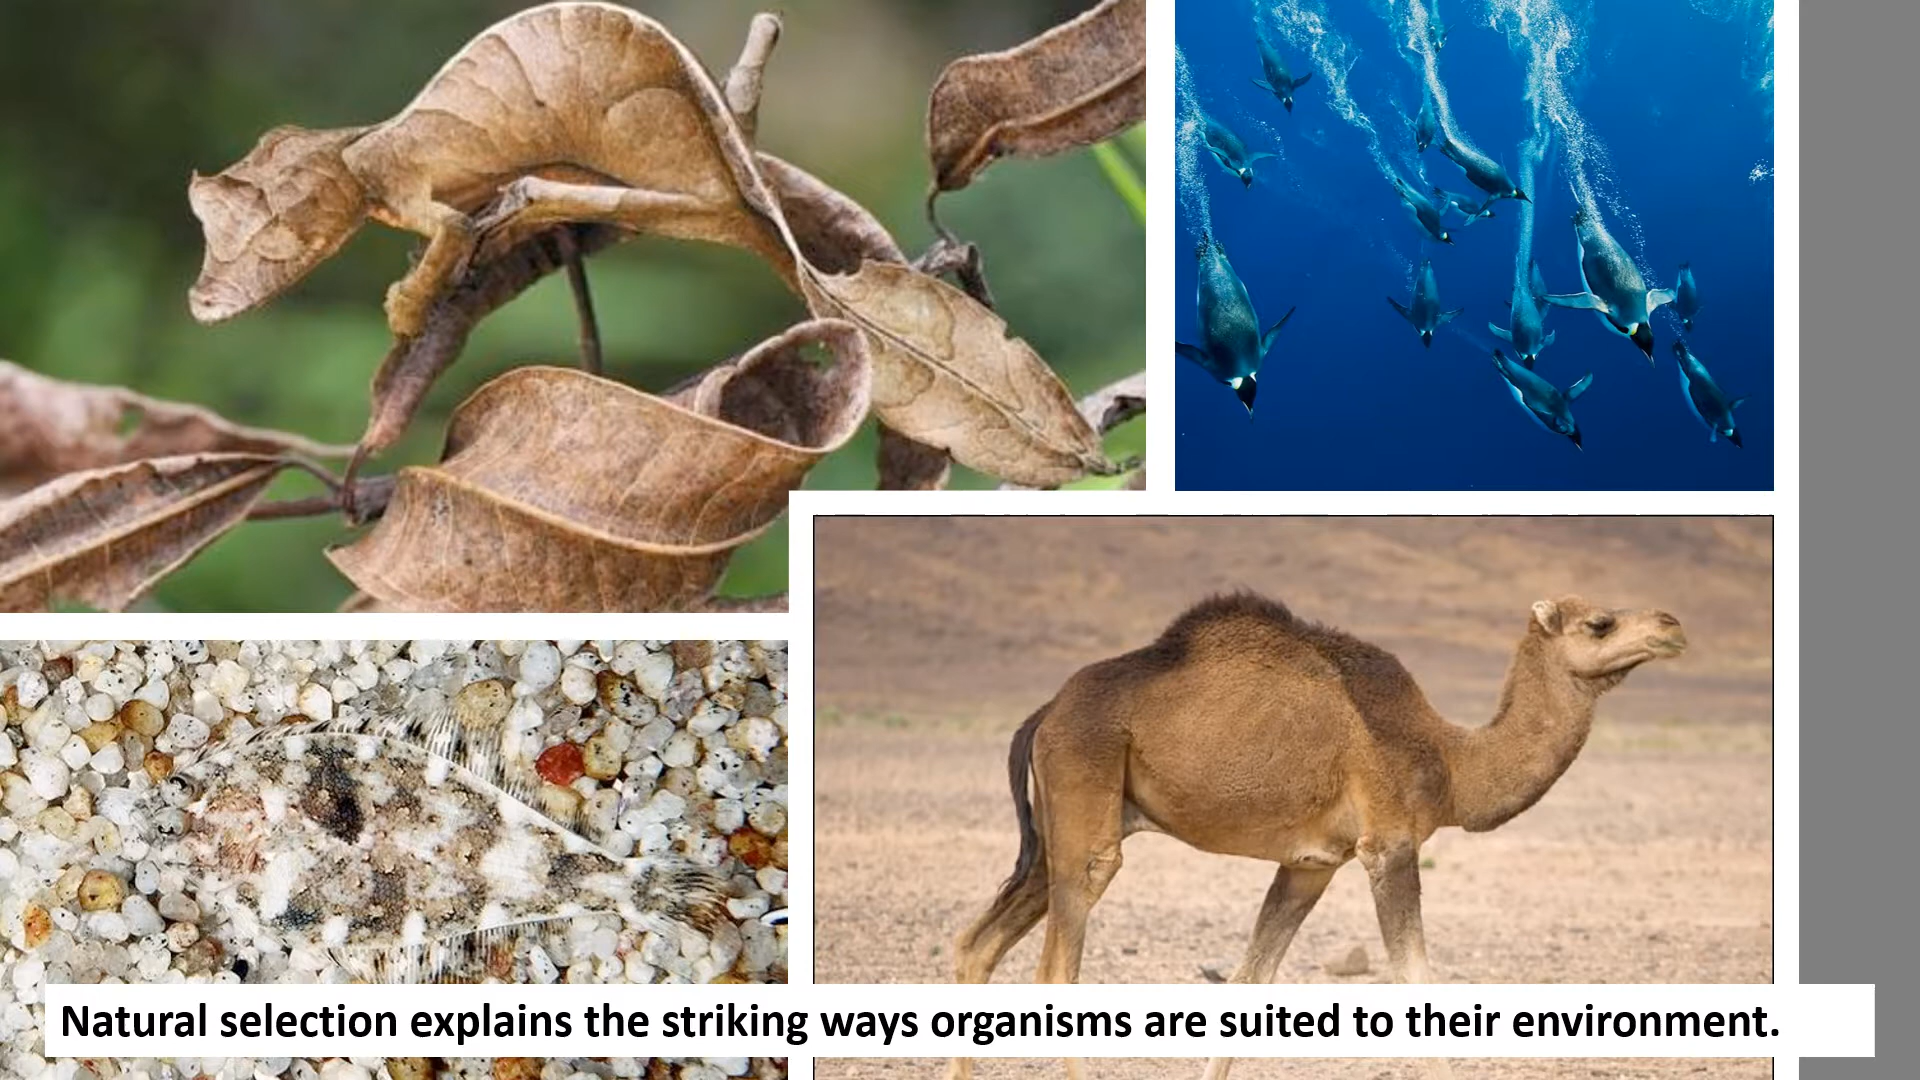 Natural selection explains the striking ways organisms are suited to their environment.